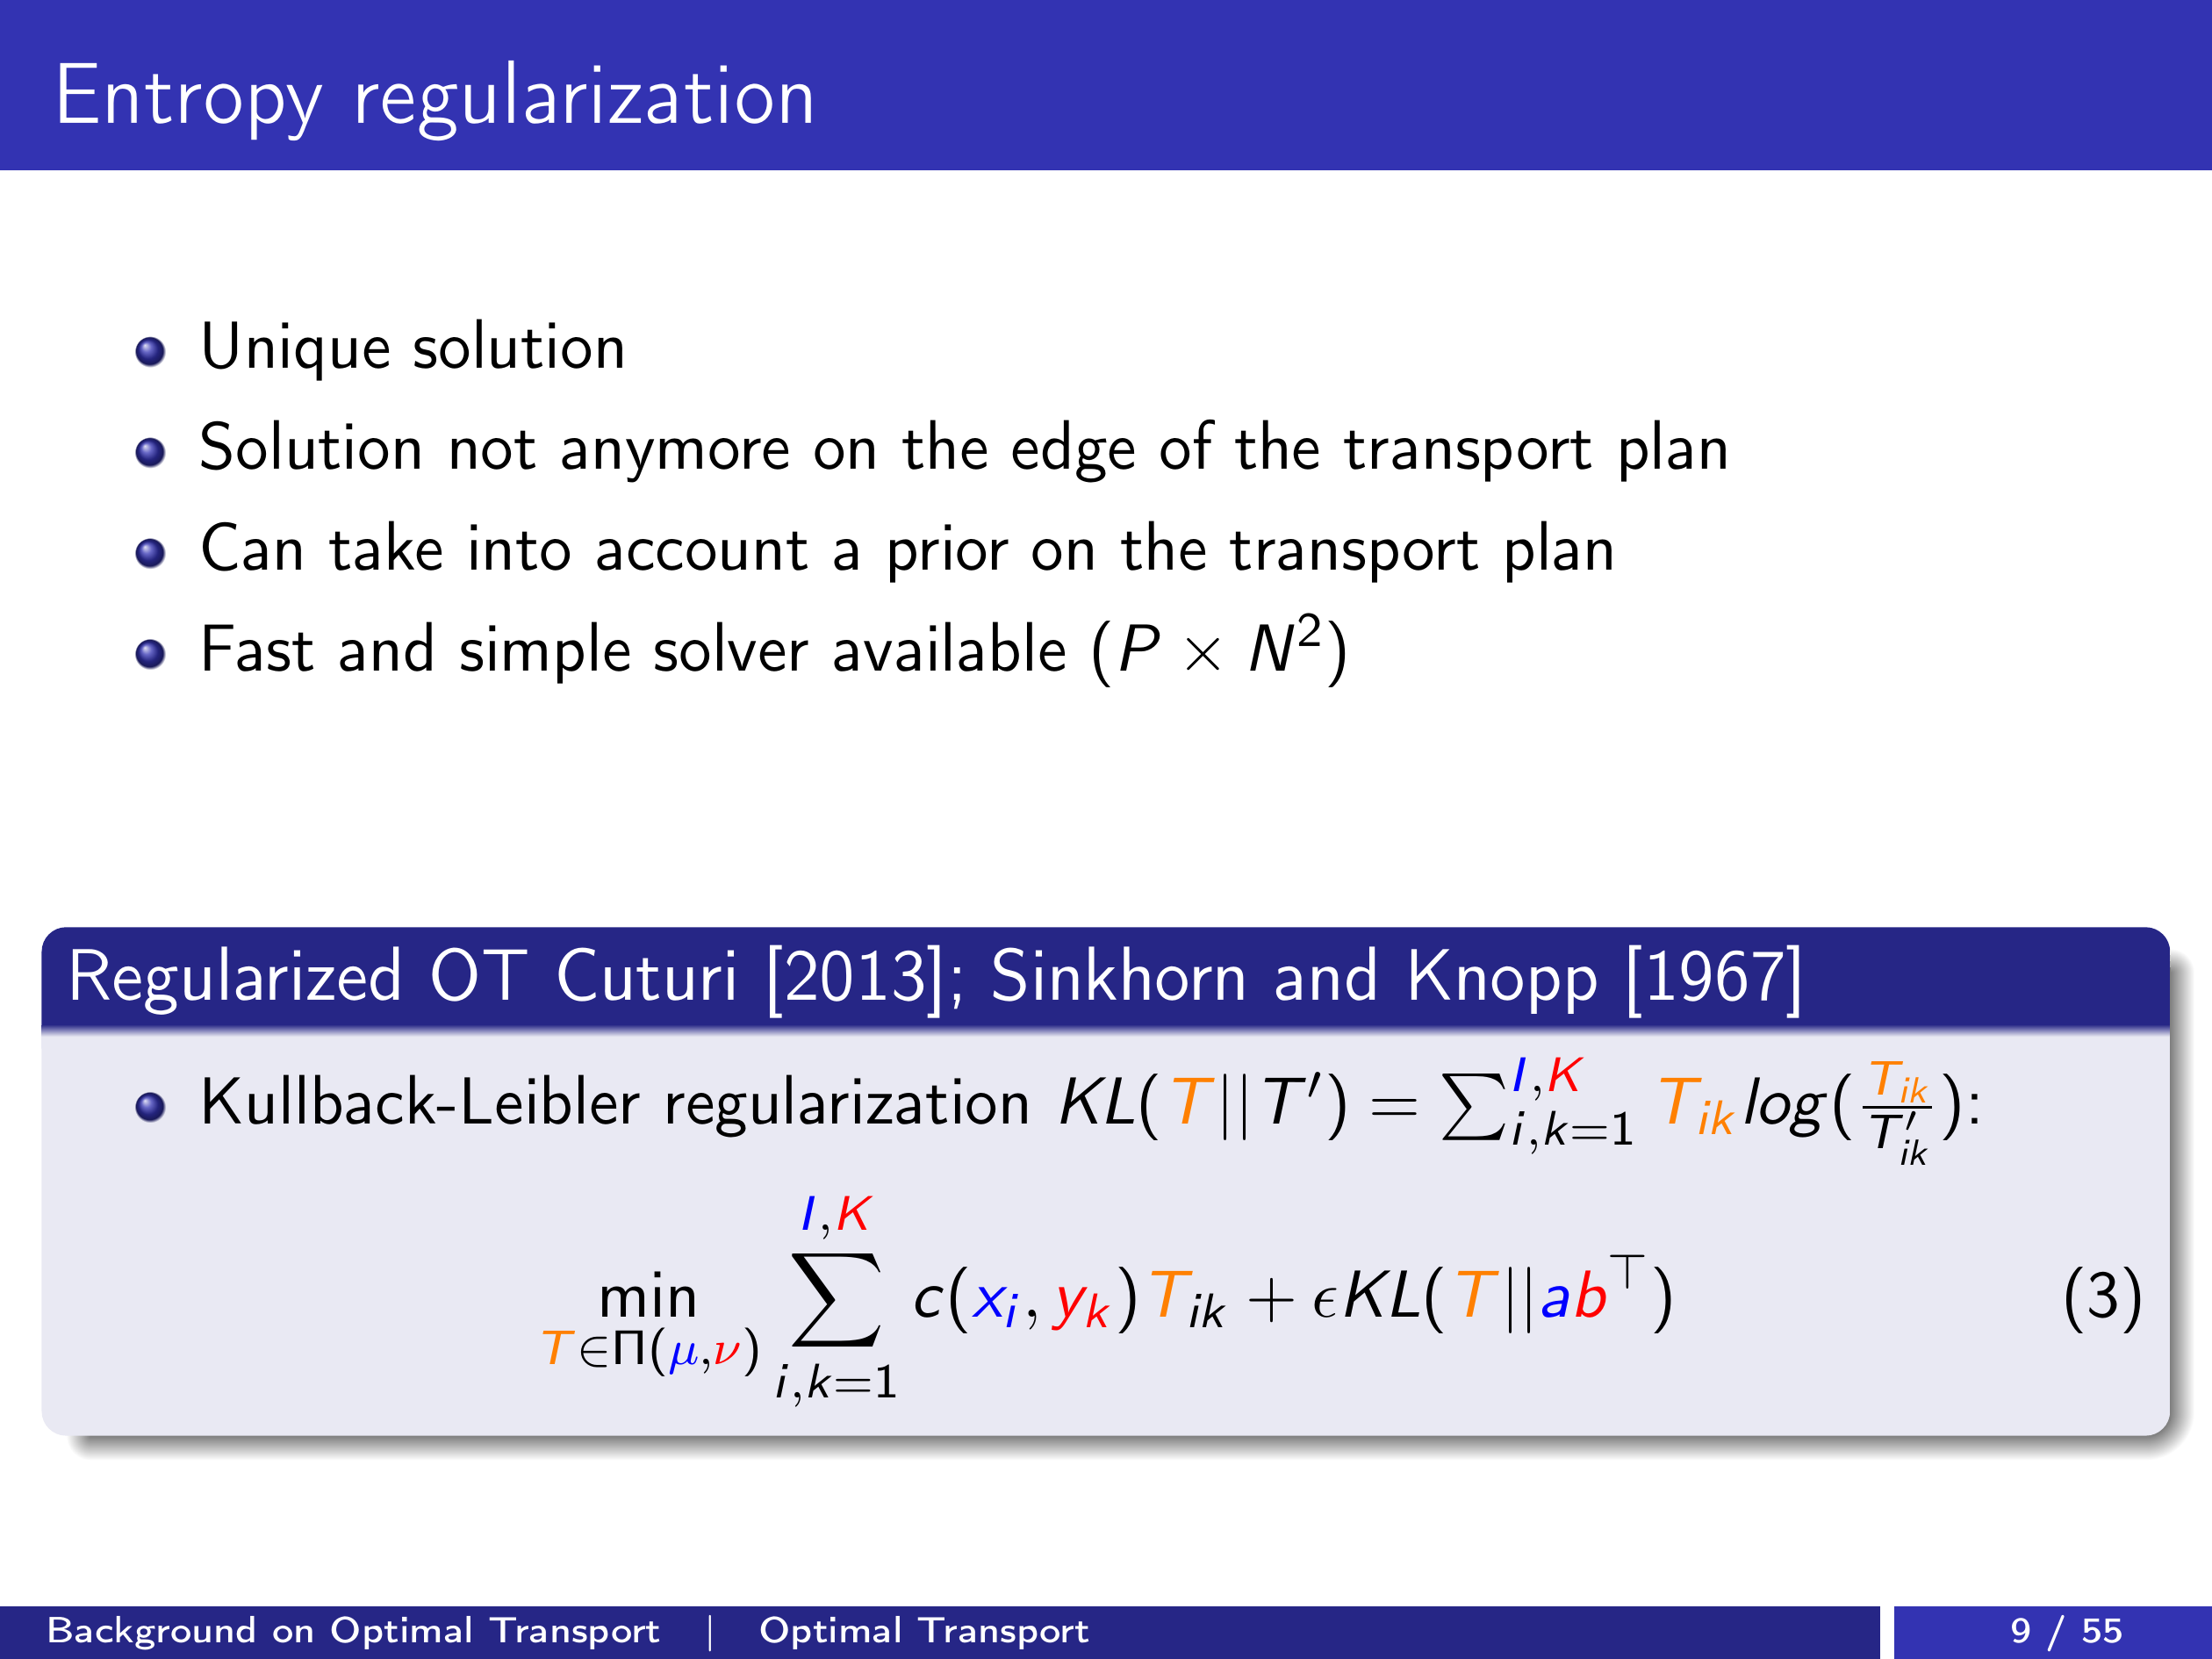 Entropy regularization
Unique solution
Solution not anymore on the edge of the transport plan
Can take into account a prior on the transport plan
Fast and simple solver available (P × N²)
Regularized OT Cuturi [2013]; Sinkhorn and Knopp [1967]
Kullback-Leibler regularization $KL(T||T') = \sum_{i,k=1}^{I,K} T_{ik} log(\frac{T_{ik}}{T'_{ik}})$:
$\min_{T \in \Pi(\mu,\nu)} \sum_{i,k=1}^{I,K} c(x_i, y_k) T_{ik} + \epsilon KL(T||ab^\top)$ (3)
Background on Optimal Transport | Optimal Transport 9 / 55